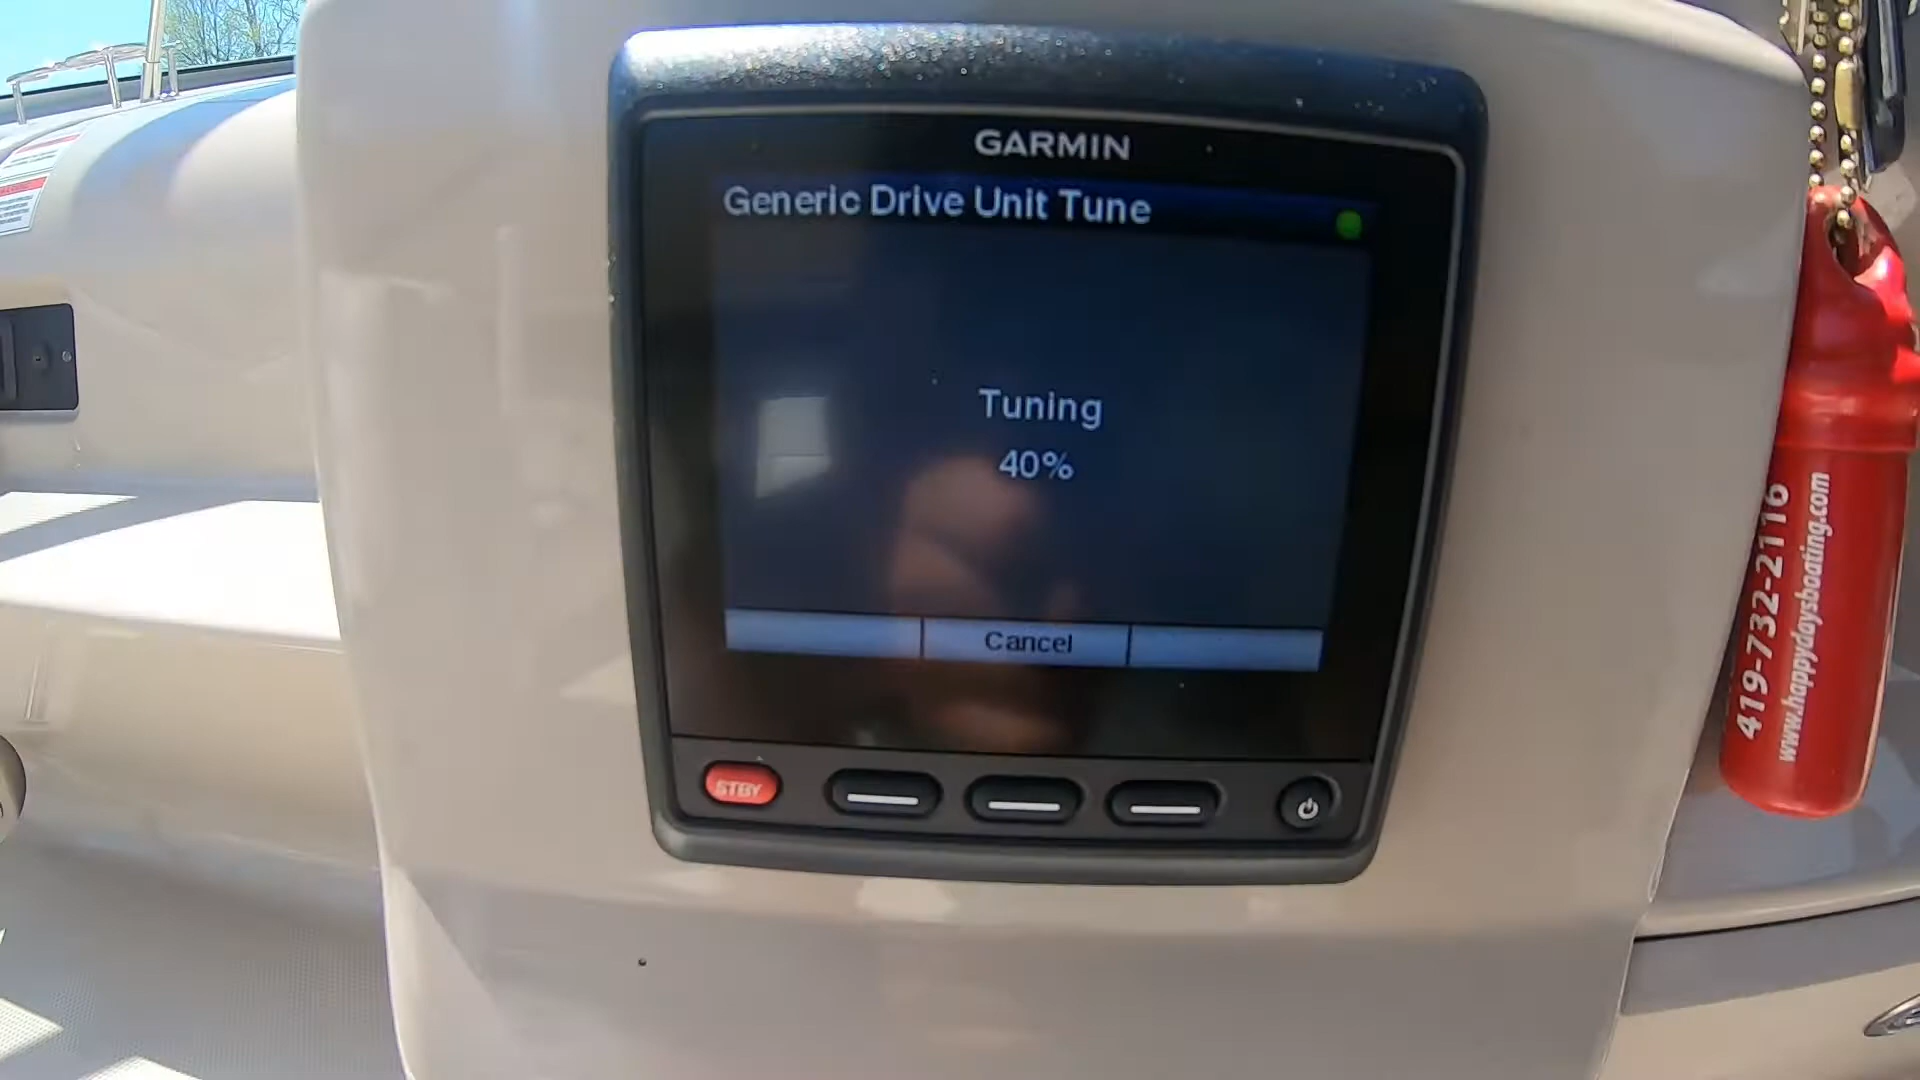 GARMIN
Generic Drive Unit Tune
Tuning
40%
Cancel
STBY
419-732-2116
www.happydaysboating.com